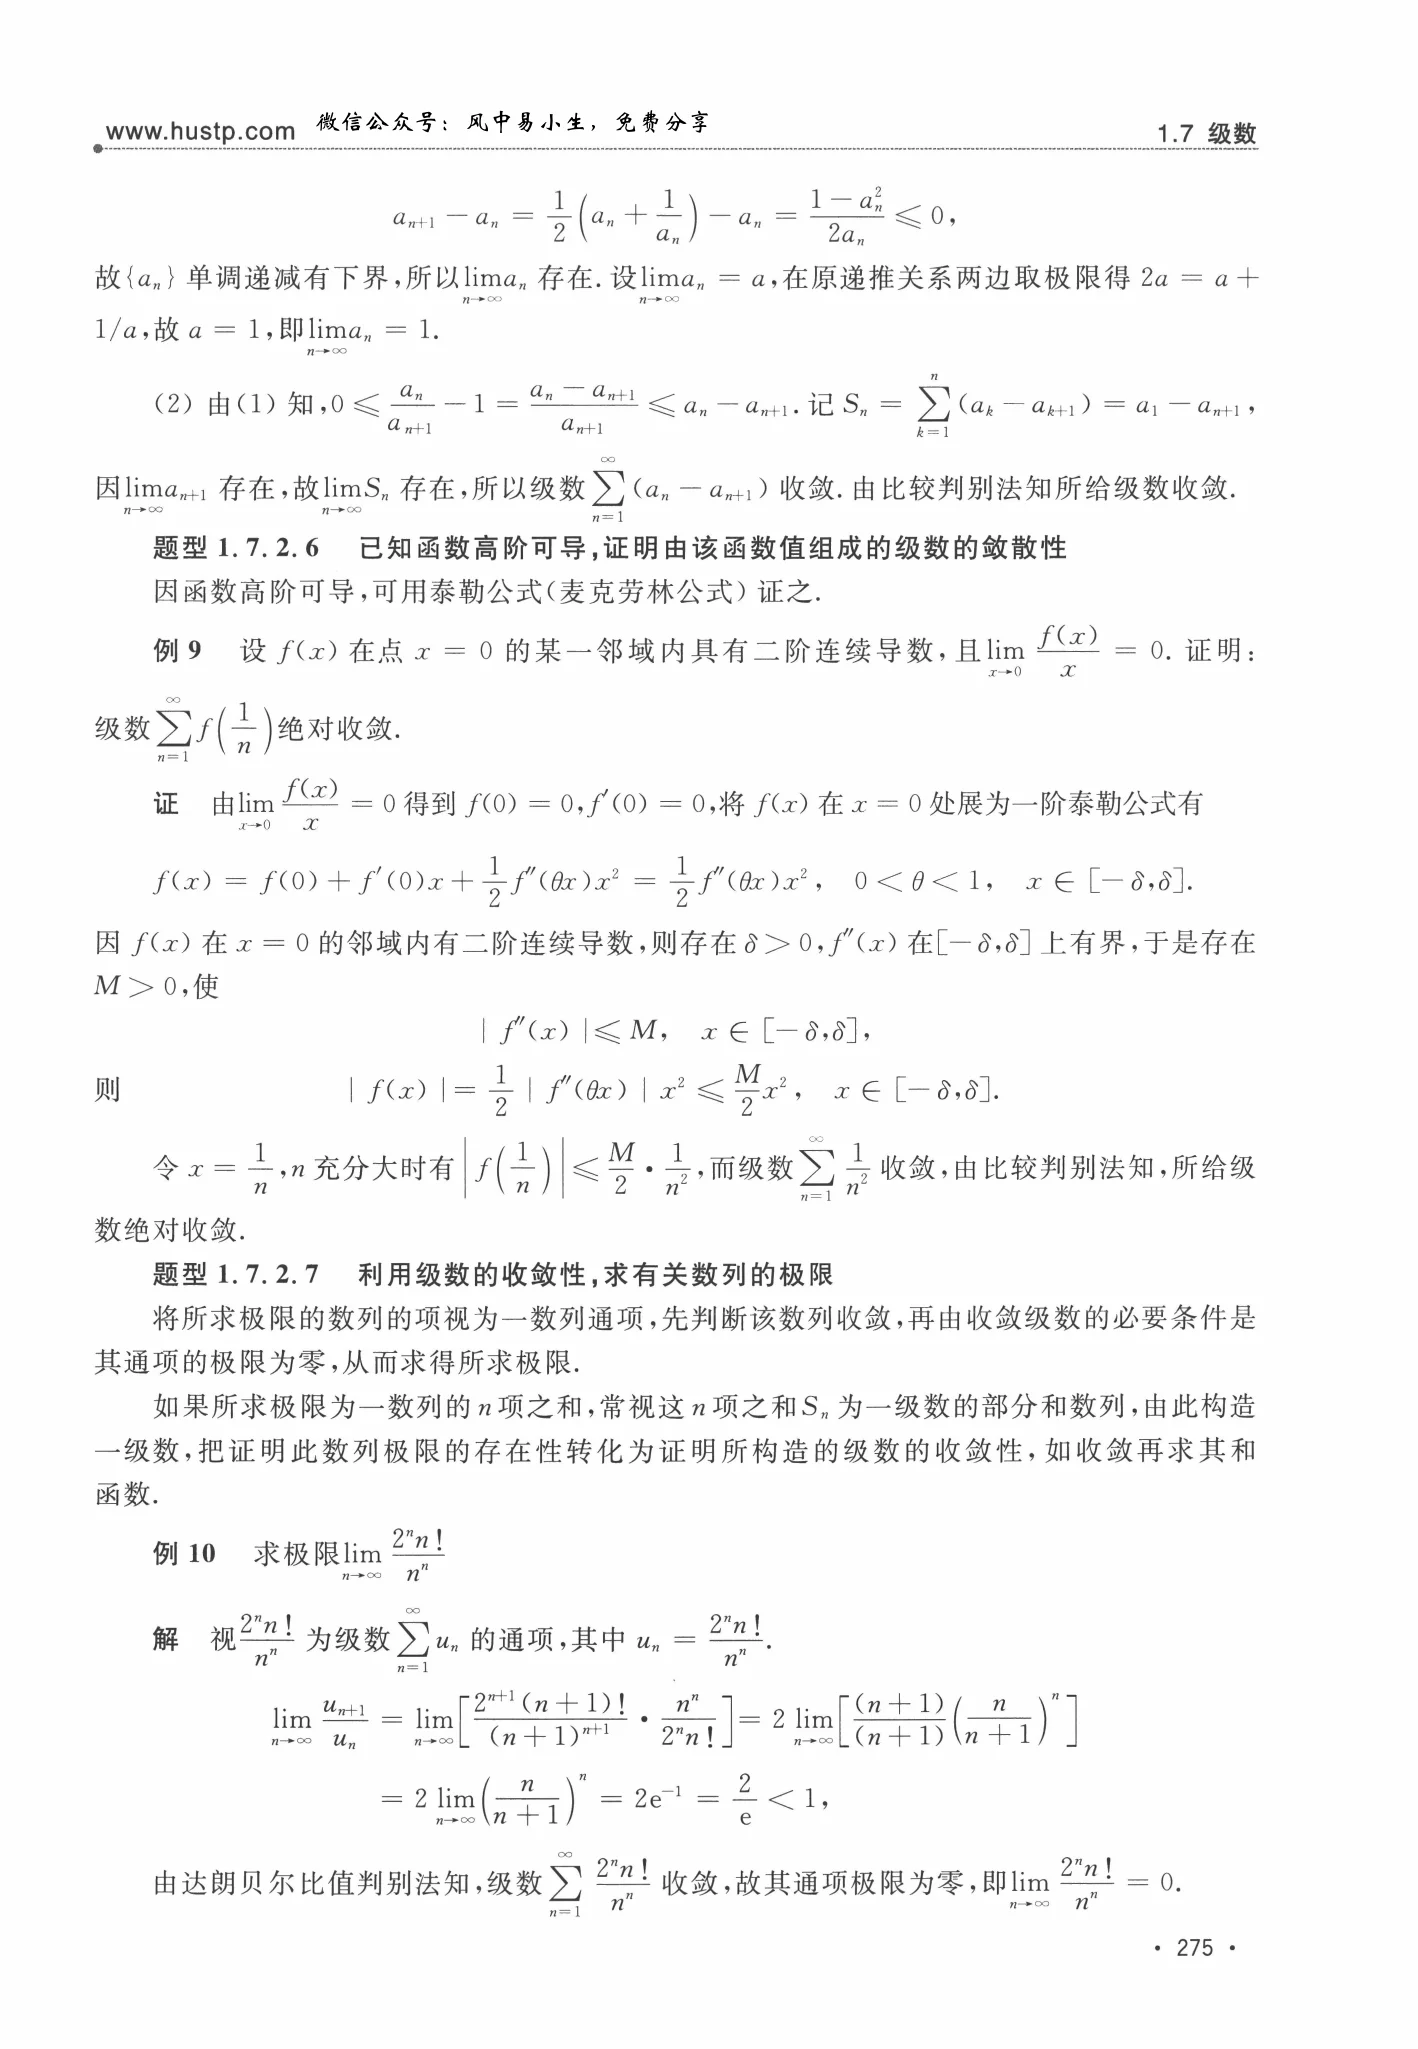 www.hustp.com 微信公众号：风中易小生，免费分享 1.7 级数
$a_{n+1} - a_n = \frac{1}{2}\left(a_n + \frac{1}{a_n}\right) - a_n = \frac{1-a_n^2}{2a_n} \leqslant 0,$
故$\{a_n\}$ 单调递减有下界,所以$\lim_{n\to\infty}a_n$ 存在.设$\lim_{n\to\infty}a_n = a$,在原递推关系两边取极限得 $2a = a +$
$1/a$,故 $a = 1$,即$\lim_{n\to\infty}a_n = 1$.
(2) 由(1) 知,$0 \leqslant \frac{a_n}{a_{n+1}} - 1 = \frac{a_n - a_{n+1}}{a_{n+1}} \leqslant a_n - a_{n+1}$.记 $S_n = \sum_{k=1}^{n}(a_k - a_{k+1}) = a_1 - a_{n+1}$,
因$\lim_{n\to\infty}a_{n+1}$ 存在,故$\lim_{n\to\infty}S_n$ 存在,所以级数$\sum_{n=1}^{\infty}(a_n - a_{n+1})$ 收敛.由比较判别法知所给级数收敛.
题型 1.7.2.6 已知函数高阶可导,证明由该函数值组成的级数的敛散性
因函数高阶可导,可用泰勒公式(麦克劳林公式) 证之.
例 9 设 $f(x)$ 在点 $x = 0$ 的某一邻域内具有二阶连续导数,且$\lim_{x\to 0}\frac{f(x)}{x} = 0$.证明:
级数$\sum_{n=1}^{\infty}f\left(\frac{1}{n}\right)$绝对收敛.
证 由$\lim_{x\to 0}\frac{f(x)}{x} = 0$ 得到 $f(0) = 0,f'(0) = 0$,将 $f(x)$ 在 $x = 0$ 处展为一阶泰勒公式有
$f(x) = f(0) + f'(0)x + \frac{1}{2}f''(\theta x)x^2 = \frac{1}{2}f''(\theta x)x^2, \quad 0 < \theta < 1, \quad x \in [-\delta,\delta].$
因 $f(x)$ 在 $x = 0$ 的邻域内有二阶连续导数,则存在 $\delta > 0,f''(x)$ 在$[-\delta,\delta]$ 上有界,于是存在
$M > 0$,使
$|f''(x)| \leqslant M, \quad x \in [-\delta,\delta],$
则 $|f(x)| = \frac{1}{2}|f''(\theta x)|x^2 \leqslant \frac{M}{2}x^2, \quad x \in [-\delta,\delta].$
令 $x = \frac{1}{n}$,$n$ 充分大时有$\left|f\left(\frac{1}{n}\right)\right| \leqslant \frac{M}{2} \cdot \frac{1}{n^2}$,而级数$\sum_{n=1}^{\infty}\frac{1}{n^2}$ 收敛,由比较判别法知,所给级
数绝对收敛.
题型 1.7.2.7 利用级数的收敛性,求有关数列的极限
将所求极限的数列的项视为一数列通项,先判断该数列收敛,再由收敛级数的必要条件是
其通项的极限为零,从而求得所求极限.
如果所求极限为一数列的 $n$ 项之和,常视这 $n$ 项之和$S_n$ 为一级数的部分和数列,由此构造
一级数,把证明此数列极限的存在性转化为证明所构造的级数的收敛性,如收敛再求其和
函数.
例 10 求极限$\lim_{n\to\infty}\frac{2^n n!}{n^n}$
解 视$\frac{2^n n!}{n^n}$ 为级数$\sum_{n=1}^{\infty}u_n$ 的通项,其中 $u_n = \frac{2^n n!}{n^n}$.
$\lim_{n\to\infty}\frac{u_{n+1}}{u_n} = \lim_{n\to\infty}\left[\frac{2^{n+1}(n+1)!}{(n+1)^{n+1}} \cdot \frac{n^n}{2^n n!}\right] = 2\lim_{n\to\infty}\left[\frac{(n+1)}{(n+1)}\left(\frac{n}{n+1}\right)^n\right]$
$= 2\lim_{n\to\infty}\left(\frac{n}{n+1}\right)^n = 2e^{-1} = \frac{2}{e} < 1,$
由达朗贝尔比值判别法知,级数$\sum_{n=1}^{\infty}\frac{2^n n!}{n^n}$ 收敛,故其通项极限为零,即$\lim_{n\to\infty}\frac{2^n n!}{n^n} = 0$.
· 275 ·